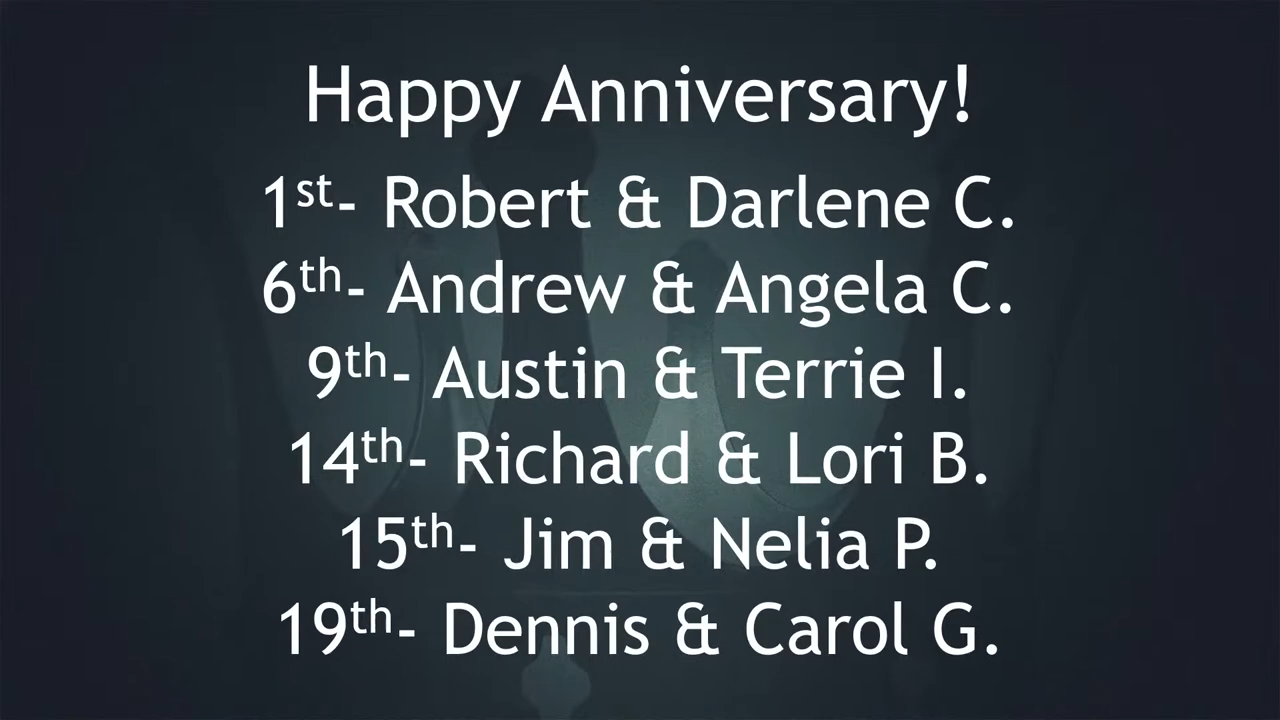 Happy Anniversary!
1st- Robert & Darlene C.
6th- Andrew & Angela C.
9th- Austin & Terrie I.
14th- Richard & Lori B.
15th- Jim & Nelia P.
19th- Dennis & Carol G.